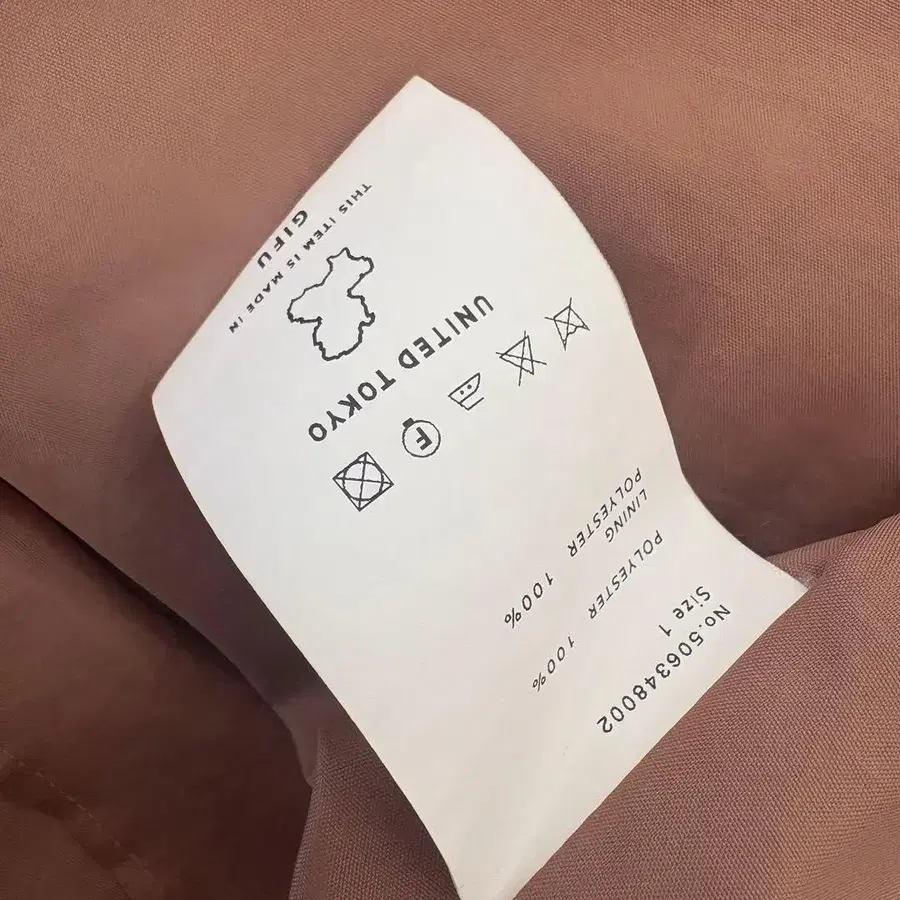 No.506348002
Size 1
POLYESTER 100%
LINING
POLYESTER 100%
F
UNITED TOKYO
THIS ITEM IS MADE IN
GIFU